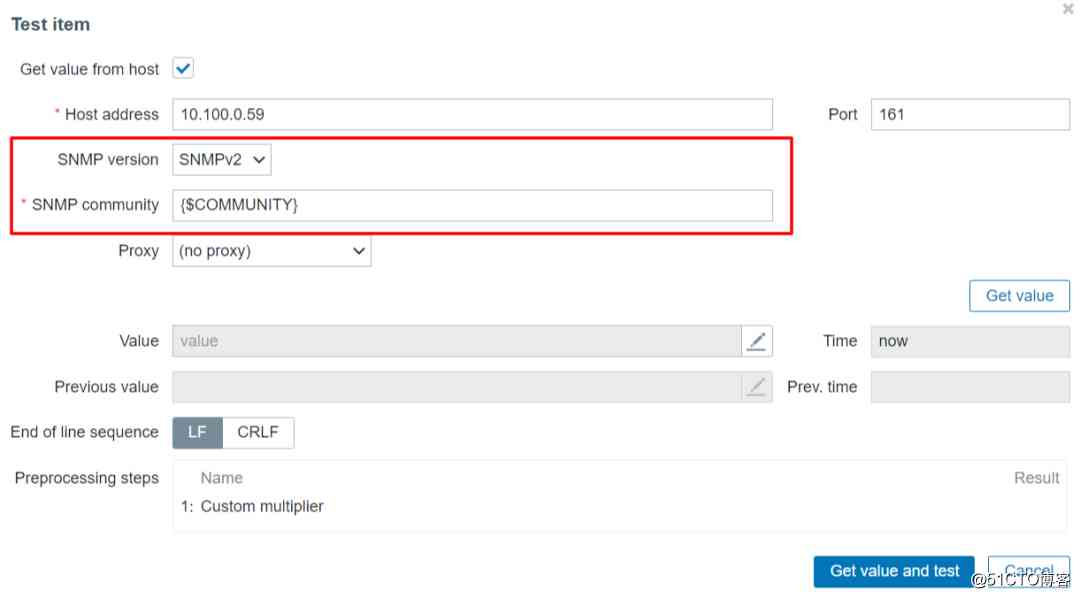 Test item
Get value from host
* Host address 10.100.0.59 Port 161
SNMP version SNMPv2
* SNMP community {$COMMUNITY}
Proxy (no proxy)
Get value
Value value Time now
Previous value Prev. time
End of line sequence LF CRLF
Preprocessing steps Name Result
1: Custom multiplier
Get value and test Cancel
@51CTO博客